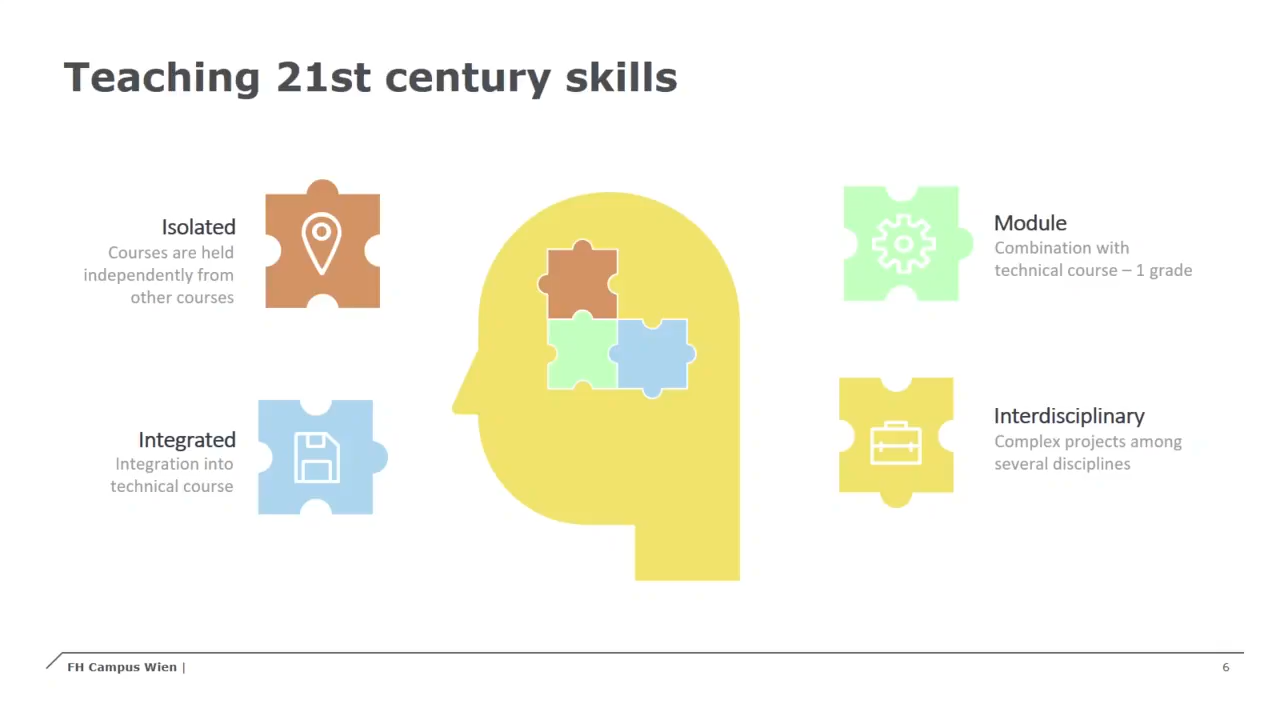 Teaching 21st century skills
Isolated
Courses are held
independently from
other courses
Integrated
Integration into
technical course
Module
Combination with
technical course – 1 grade
Interdisciplinary
Complex projects among
several disciplines
FH Campus Wien |
6